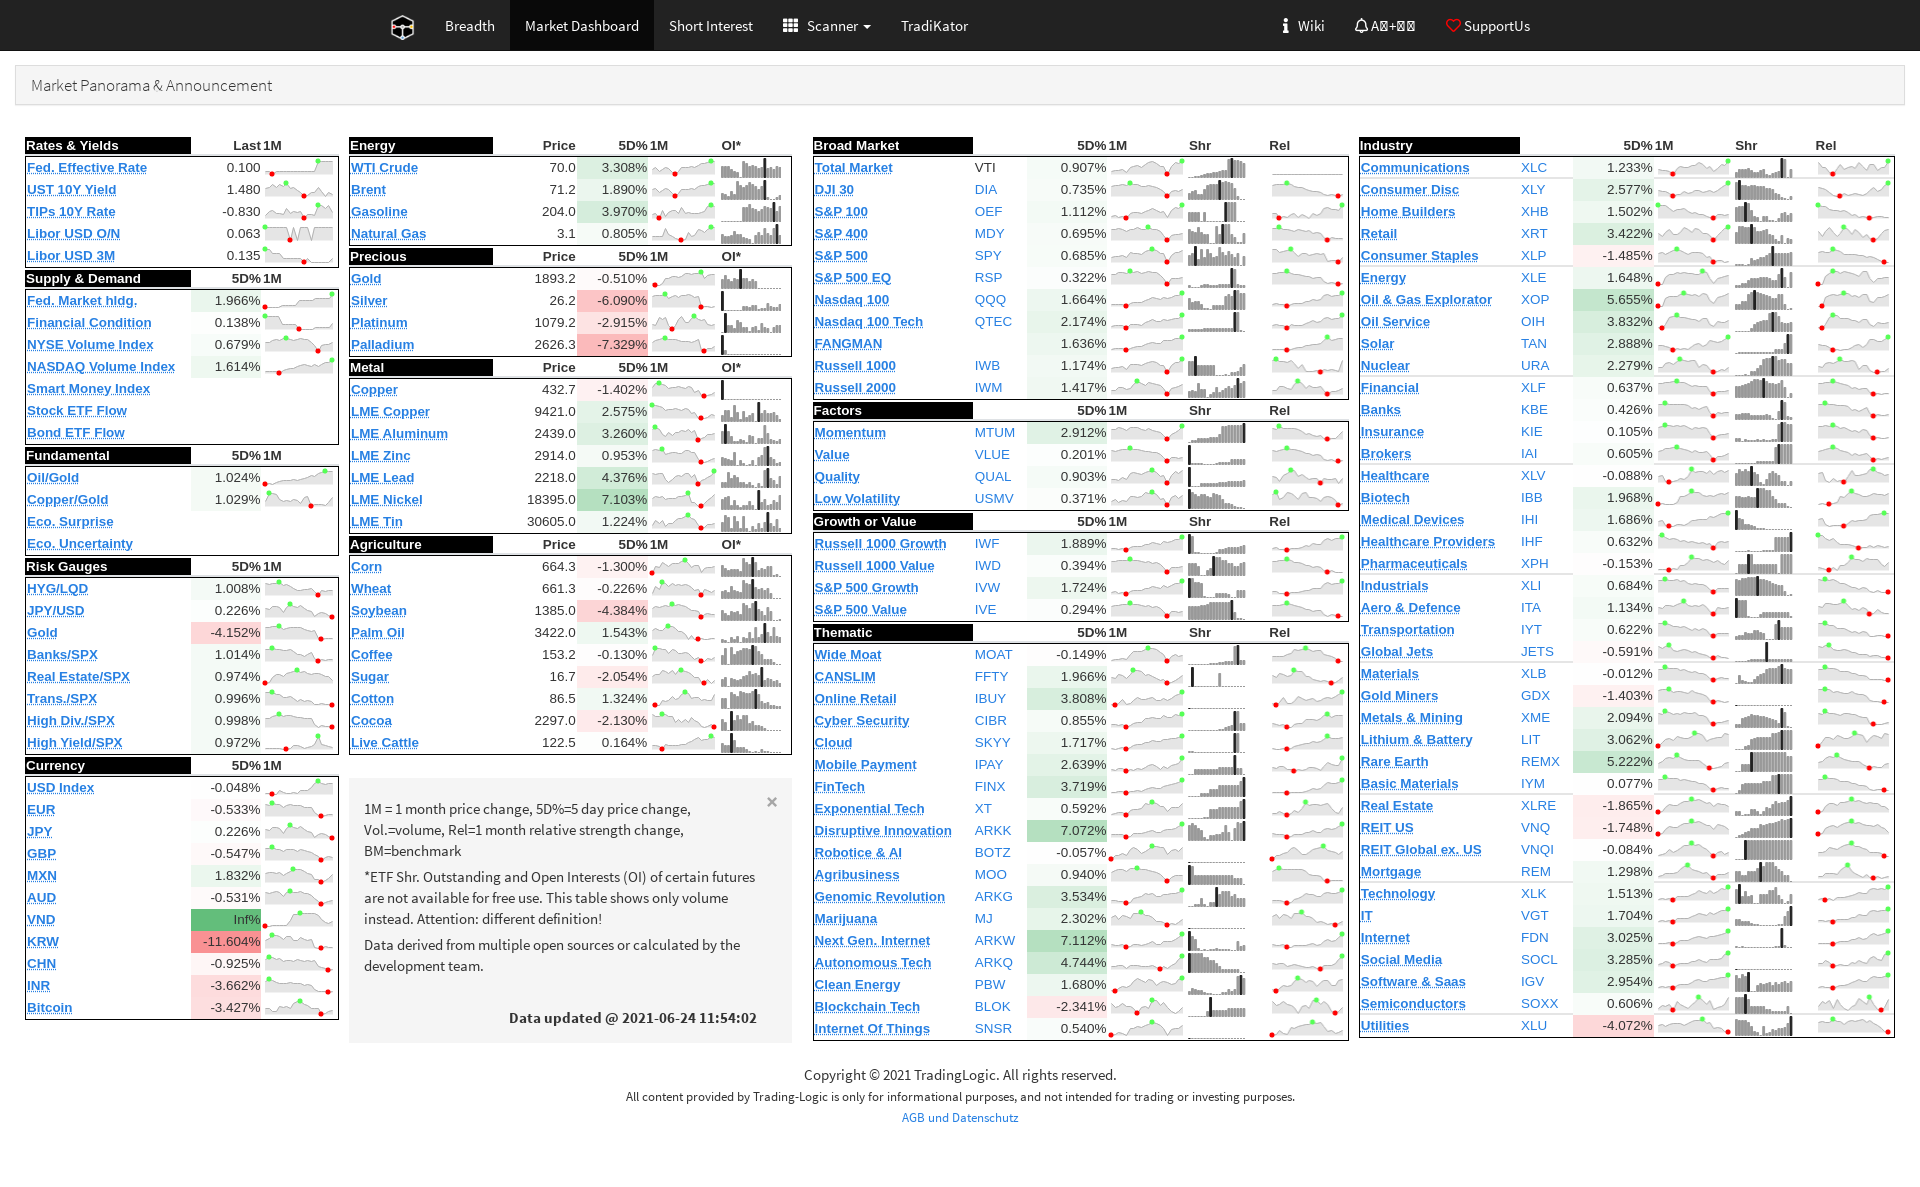 Breadth
Market Dashboard
Short Interest
Scanner
TradiKator
Wiki
SupportUs
Market Panorama & Announcement
Rates & Yields Last 1M
Fed. Effective Rate 0.100
UST 10Y Yield 1.480
TIPs 10Y Rate -0.830
Libor USD O/N 0.063
Libor USD 3M 0.135
Supply & Demand 5D% 1M
Fed. Market hldg. 1.966%
Financial Condition 0.138%
NYSE Volume Index 0.679%
NASDAQ Volume Index 1.614%
Smart Money Index
Stock ETF Flow
Bond ETF Flow
Fundamental 5D% 1M
Oil/Gold 1.024%
Copper/Gold 1.029%
Eco. Surprise
Eco. Uncertainty
Risk Gauges 5D% 1M
HYG/LQD 1.008%
JPY/USD 0.226%
Gold -4.152%
Banks/SPX 1.014%
Real Estate/SPX 0.974%
Trans./SPX 0.996%
High Div./SPX 0.998%
High Yield/SPX 0.972%
Currency 5D% 1M
USD Index -0.048%
EUR -0.533%
JPY 0.226%
GBP -0.547%
MXN 1.832%
AUD -0.531%
VND Inf%
KRW -11.604%
CHN -0.925%
INR -3.662%
Bitcoin -3.427%
Energy Price 5D% 1M OI*
WTI Crude 70.0 3.308%
Brent 71.2 1.890%
Gasoline 204.0 3.970%
Natural Gas 3.1 0.805%
Precious Price 5D% 1M OI*
Gold 1893.2 -0.510%
Silver 26.2 -6.090%
Platinum 1079.2 -2.915%
Palladium 2626.3 -7.329%
Metal Price 5D% 1M OI*
Copper 432.7 -1.402%
LME Copper 9421.0 2.575%
LME Aluminum 2439.0 3.260%
LME Zinc 2914.0 0.953%
LME Lead 2218.0 4.376%
LME Nickel 18395.0 7.103%
LME Tin 30605.0 1.224%
Agriculture Price 5D% 1M OI*
Corn 664.3 -1.300%
Wheat 661.3 -0.226%
Soybean 1385.0 -4.384%
Palm Oil 3422.0 1.543%
Coffee 153.2 -0.130%
Sugar 16.7 -2.054%
Cotton 86.5 1.324%
Cocoa 2297.0 -2.130%
Live Cattle 122.5 0.164%
×
1M = 1 month price change, 5D%=5 day price change,
Vol.=volume, Rel=1 month relative strength change,
BM=benchmark
*ETF Shr. Outstanding and Open Interests (OI) of certain futures
are not available for free use. This table shows only volume
instead. Attention: different definition!
Data derived from multiple open sources or calculated by the
development team.
Data updated @ 2021-06-24 11:54:02
Broad Market 5D% 1M Shr Rel
Total Market VTI 0.907%
DJI 30 DIA 0.735%
S&P 100 OEF 1.112%
S&P 400 MDY 0.695%
S&P 500 SPY 0.685%
S&P 500 EQ RSP 0.322%
Nasdaq 100 QQQ 1.664%
Nasdaq 100 Tech QTEC 2.174%
FANGMAN 1.636%
Russell 1000 IWB 1.174%
Russell 2000 IWM 1.417%
Factors 5D% 1M Shr Rel
Momentum MTUM 2.912%
Value VLUE 0.201%
Quality QUAL 0.903%
Low Volatility USMV 0.371%
Growth or Value 5D% 1M Shr Rel
Russell 1000 Growth IWF 1.889%
Russell 1000 Value IWD 0.394%
S&P 500 Growth IVW 1.724%
S&P 500 Value IVE 0.294%
Thematic 5D% 1M Shr Rel
Wide Moat MOAT -0.149%
CANSLIM FFTY 1.966%
Online Retail IBUY 3.808%
Cyber Security CIBR 0.855%
Cloud SKYY 1.717%
Mobile Payment IPAY 2.639%
FinTech FINX 3.719%
Exponential Tech XT 0.592%
Disruptive Innovation ARKK 7.072%
Robotice & AI BOTZ -0.057%
Agribusiness MOO 0.940%
Genomic Revolution ARKG 3.534%
Marijuana MJ 2.302%
Next Gen. Internet ARKW 7.112%
Autonomous Tech ARKQ 4.744%
Clean Energy PBW 1.680%
Blockchain Tech BLOK -2.341%
Internet Of Things SNSR 0.540%
Industry 5D% 1M Shr Rel
Communications XLC 1.233%
Consumer Disc XLY 2.577%
Home Builders XHB 1.502%
Retail XRT 3.422%
Consumer Staples XLP -1.485%
Energy XLE 1.648%
Oil & Gas Explorator XOP 5.655%
Oil Service OIH 3.832%
Solar TAN 2.888%
Nuclear URA 2.279%
Financial XLF 0.637%
Banks KBE 0.426%
Insurance KIE 0.105%
Brokers IAI 0.605%
Healthcare XLV -0.088%
Biotech IBB 1.968%
Medical Devices IHI 1.686%
Healthcare Providers IHF 0.632%
Pharmaceuticals XPH -0.153%
Industrials XLI 0.684%
Aero & Defence ITA 1.134%
Transportation IYT 0.622%
Global Jets JETS -0.591%
Materials XLB -0.012%
Gold Miners GDX -1.403%
Metals & Mining XME 2.094%
Lithium & Battery LIT 3.062%
Rare Earth REMX 5.222%
Basic Materials IYM 0.077%
Real Estate XLRE -1.865%
REIT US VNQ -1.748%
REIT Global ex. US VNQI -0.084%
Mortgage REM 1.298%
Technology XLK 1.513%
IT VGT 1.704%
Internet FDN 3.025%
Social Media SOCL 3.285%
Software & Saas IGV 2.954%
Semiconductors SOXX 0.606%
Utilities XLU -4.072%
Copyright © 2021 TradingLogic. All rights reserved.
All content provided by Trading-Logic is only for informational purposes, and not intended for trading or investing purposes.
AGB und Datenschutz